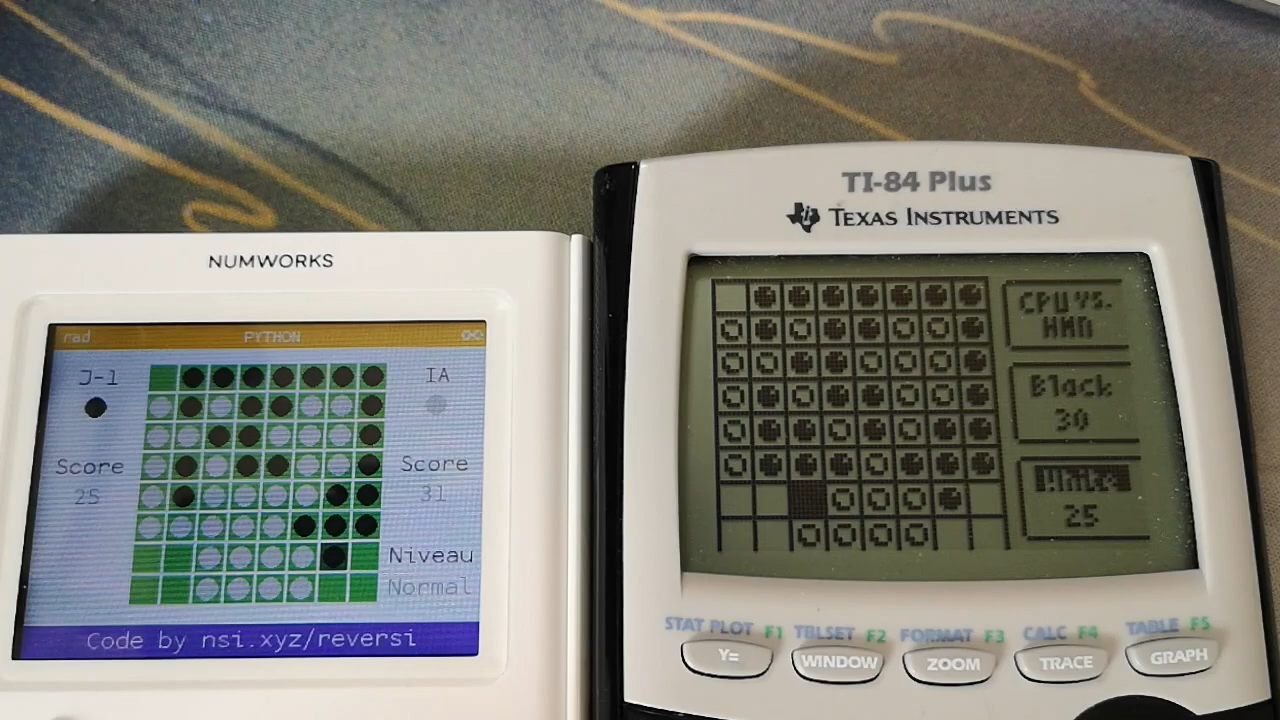 NUMWORKS
rad PYTHON
J-1 IA
Score Score
25 31
Niveau
Normal
Code by nsi.xyz/reversi
TI-84 Plus
TEXAS INSTRUMENTS
CPU vs.
Black
30
White
25
STAT PLOT F1 TBLSET F2 FORMAT F3 CALC F4 TABLE F5
Y= WINDOW ZOOM TRACE GRAPH